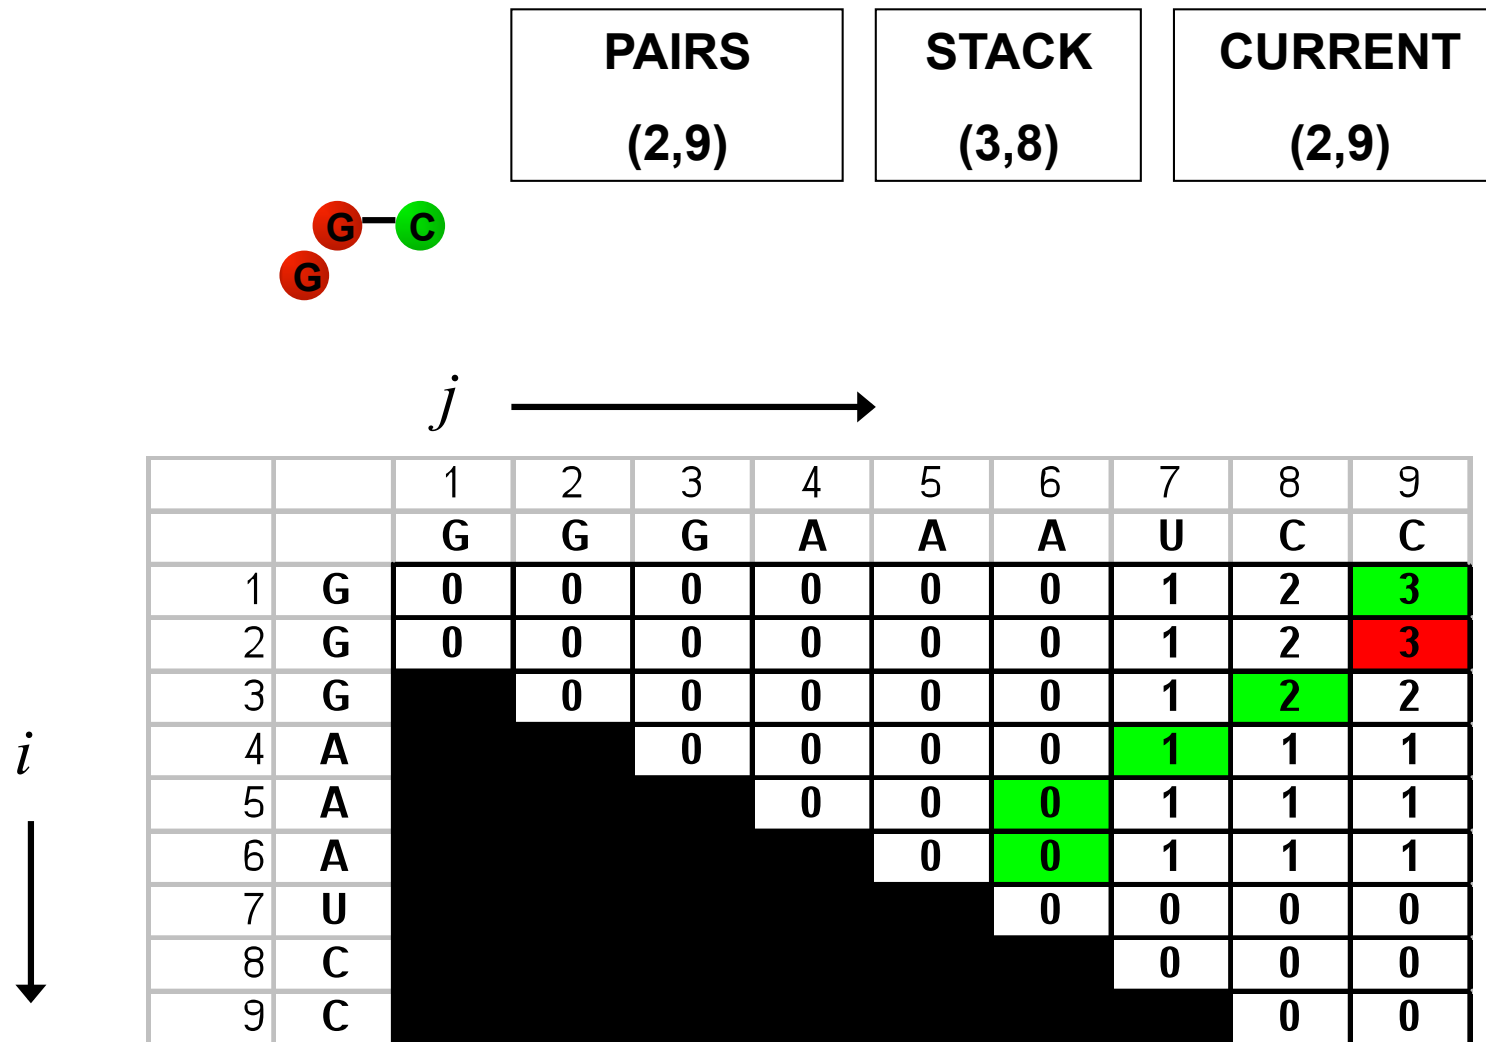 PAIRS STACK CURRENT
(2,9) (3,8) (2,9)
G C
G
j
1 2 3 4 5 6 7 8 9
G G G A A A U C C
1 G 0 0 0 0 0 0 1 2 3
2 G 0 0 0 0 0 0 1 2 3
3 G 0 0 0 0 0 1 2 2
i
4 A 0 0 0 0 1 1 1
5 A 0 0 0 1 1 1
6 A 0 0 1 1 1
7 U 0 0 0 0
8 C 0 0 0
9 C 0 0